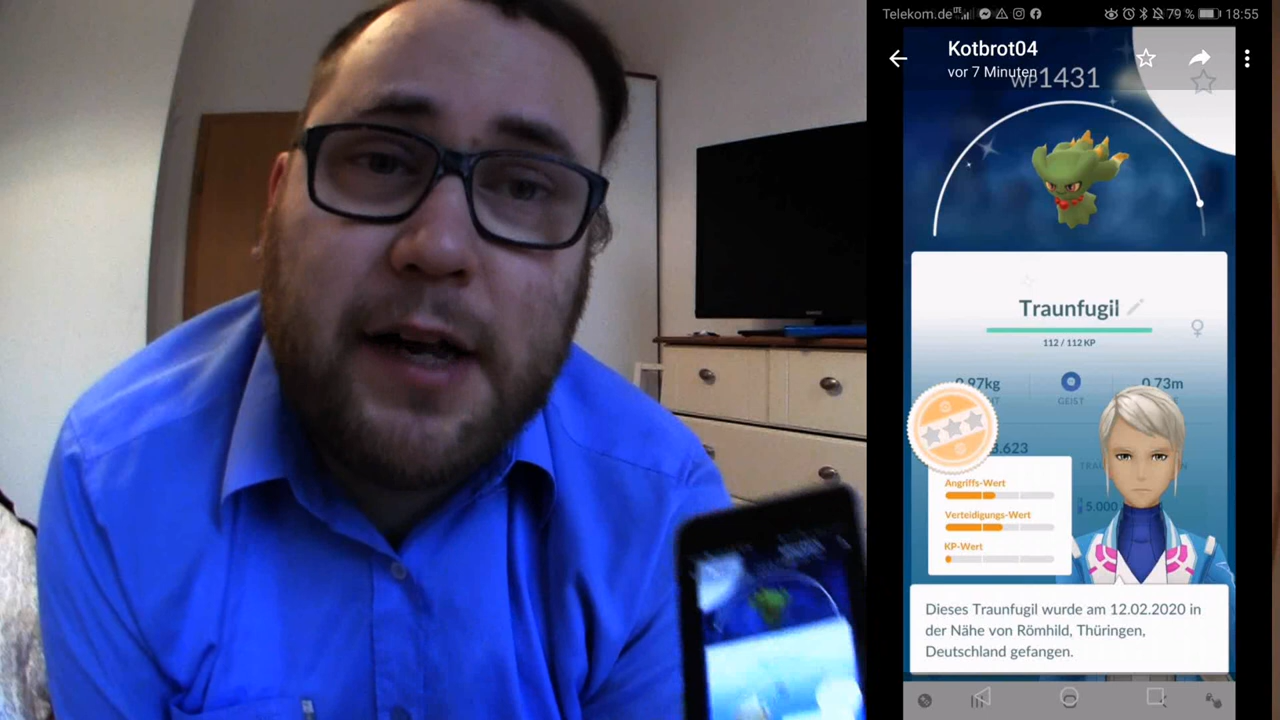 Telekom.de
79 %
18:55
Kotbrot04
vor 7 Minuten
WP1431
Traunfugil
112 / 112 KP
0.97kg
0.73m
GEIST
3.623
5.000
Angriffs-Wert
Verteidigungs-Wert
KP-Wert
Dieses Traunfugil wurde am 12.02.2020 in
der Nähe von Römhild, Thüringen,
Deutschland gefangen.